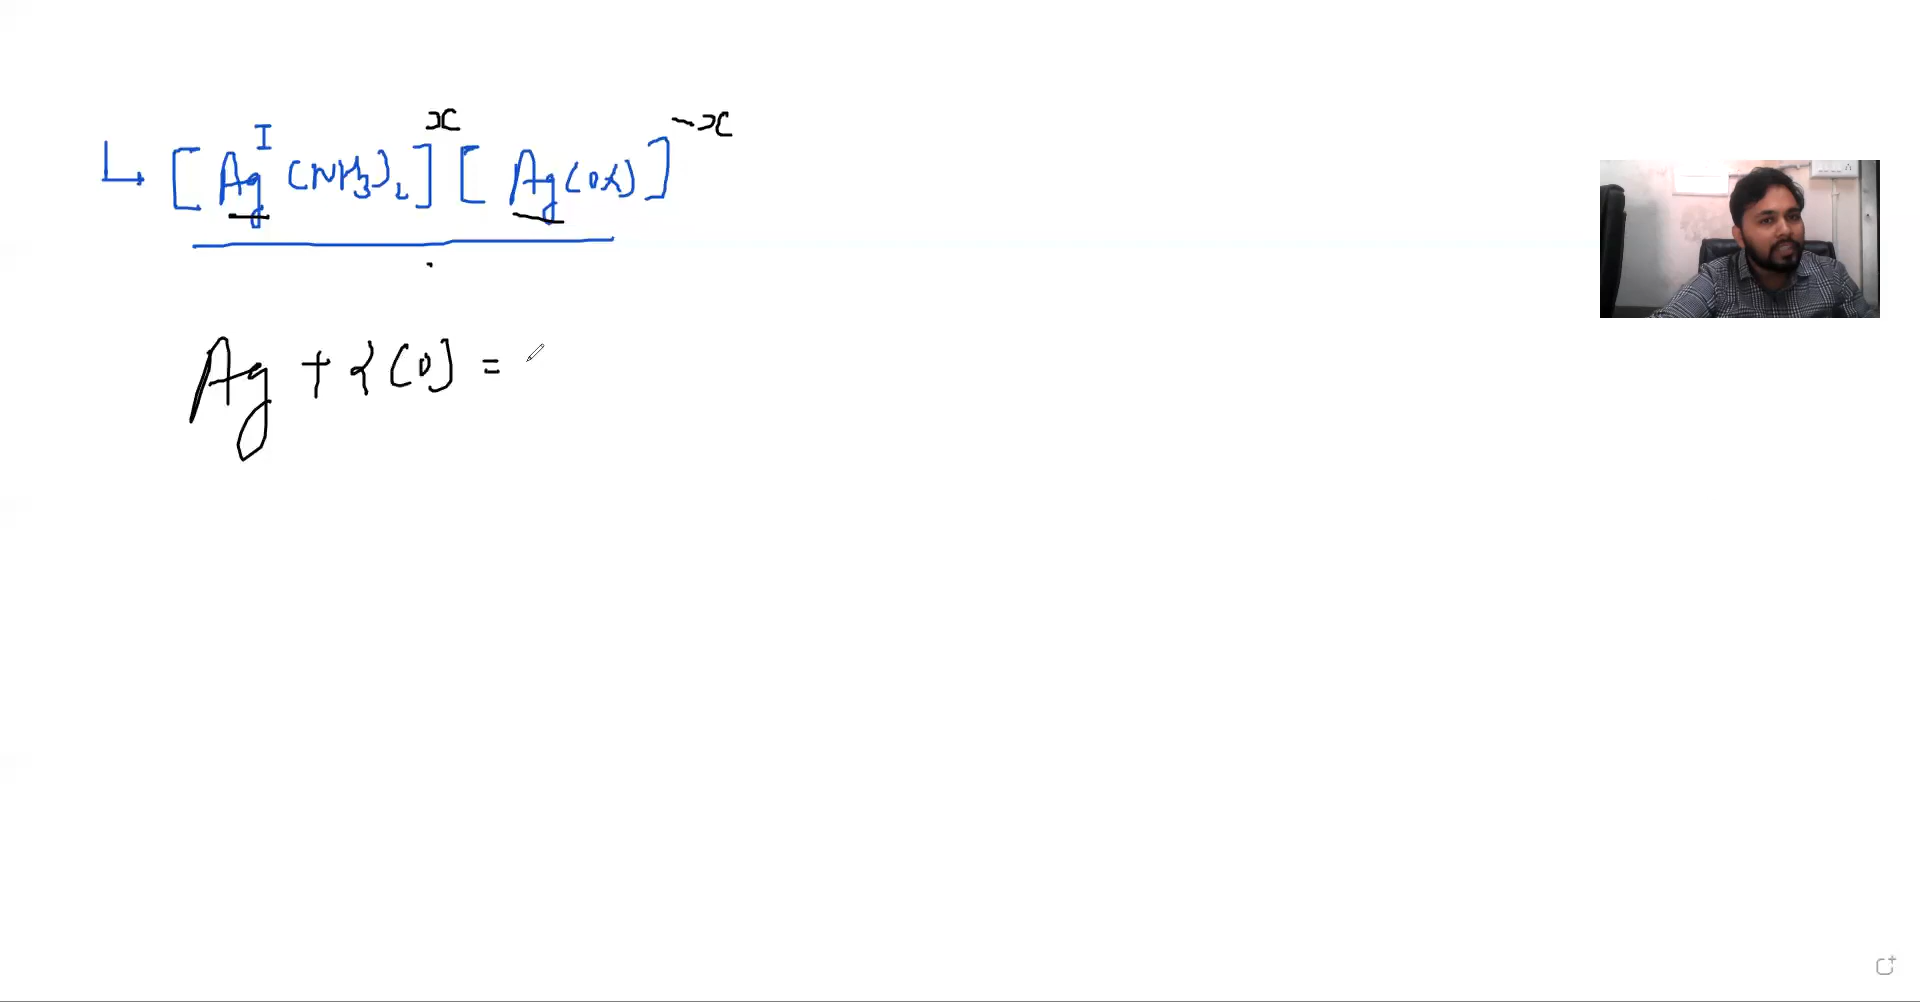 ↳ [Ag^I (NH3)2]^x [Ag(ox)]^-x
Ag + 2(0) =